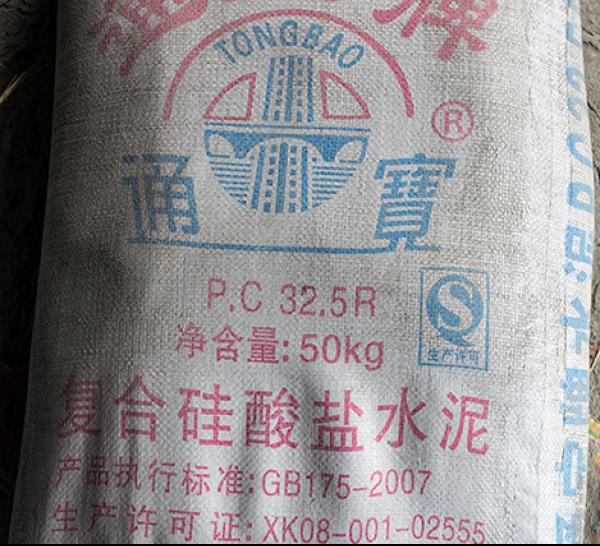 TONGBAO
®
通寶
P.C 32.5R
净含量:50kg
生产许可
复合硅酸盐水泥
产品执行标准:GB175-2007
生产许可证:XK08-001-02555